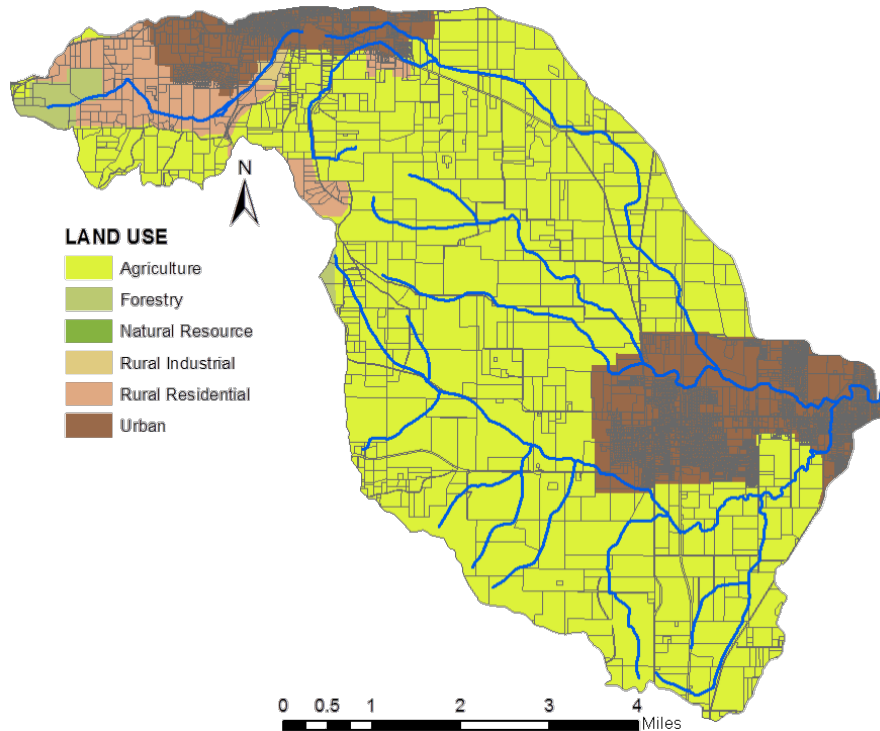 N
LAND USE
Agriculture
Forestry
Natural Resource
Rural Industrial
Rural Residential
Urban
0 0.5 1 2 3 4
Miles